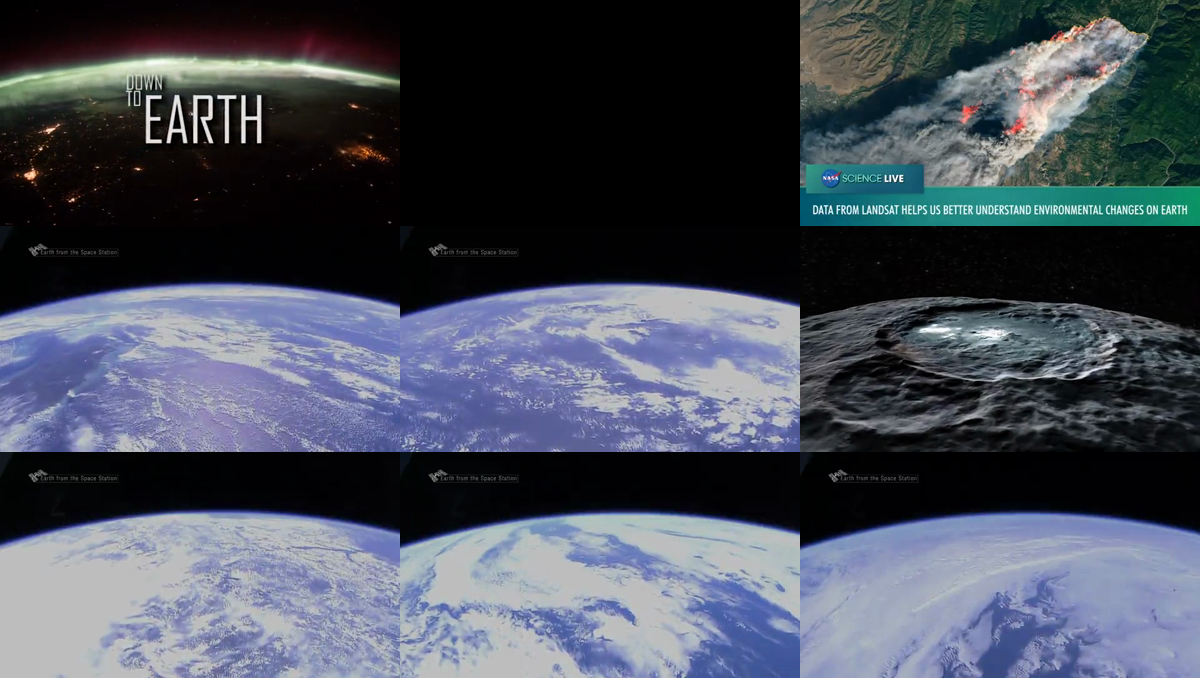 DOWN
TO
EARTH
NASA
SCIENCE LIVE
DATA FROM LANDSAT HELPS US BETTER UNDERSTAND ENVIRONMENTAL CHANGES ON EARTH
Earth from the Space Station
Earth from the Space Station
Earth from the Space Station
Earth from the Space Station
Earth from the Space Station